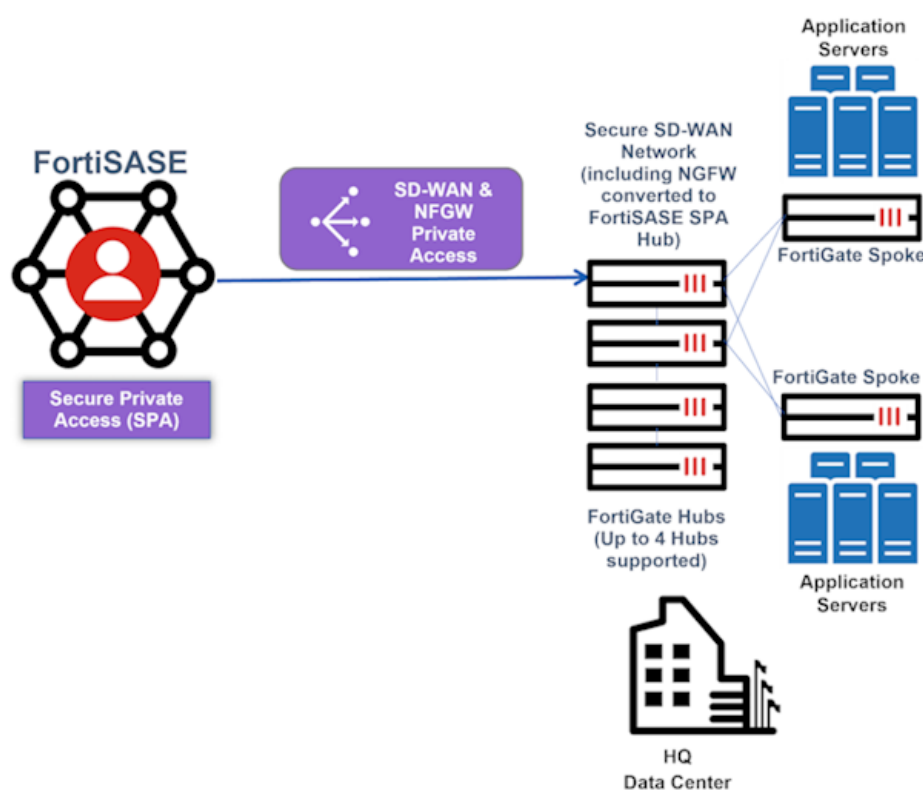 FortiSASE
Secure Private
Access (SPA)
SD-WAN &
NFGW
Private
Access
Secure SD-WAN
Network
(including NGFW
converted to
FortiSASE SPA
Hub)
FortiGate Hubs
(Up to 4 Hubs
supported)
HQ
Data Center
Application
Servers
FortiGate Spoke
FortiGate Spoke
Application
Servers